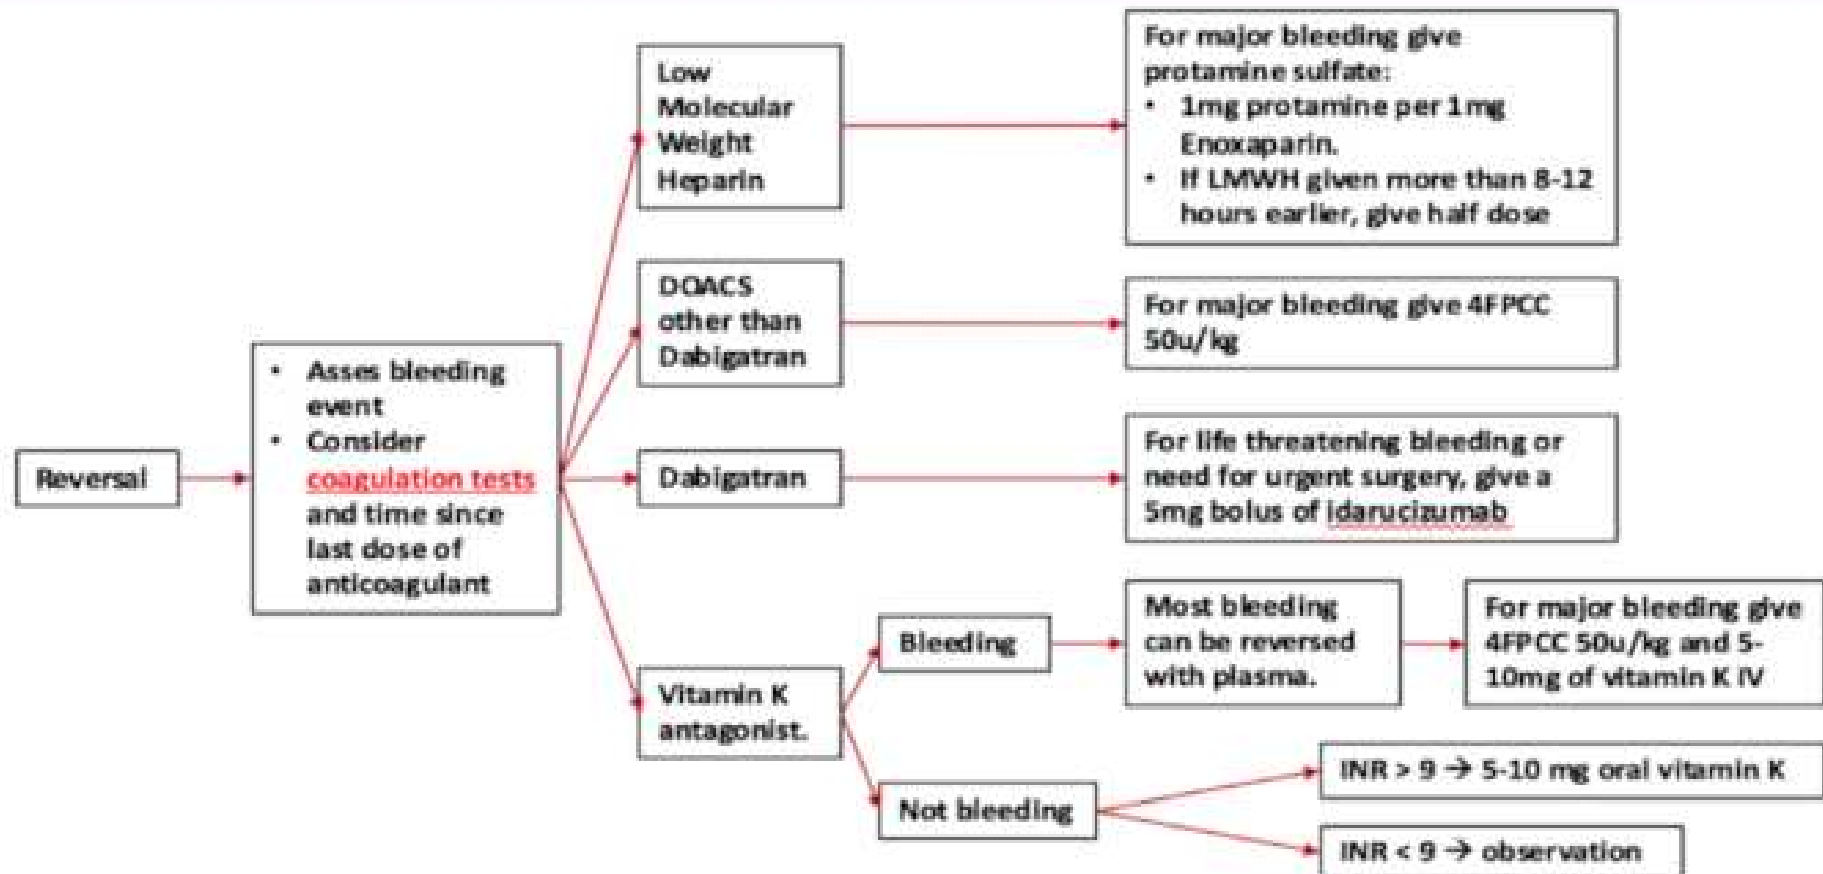 Reversal
• Asses bleeding
event
• Consider
coagulation tests
and time since
last dose of
anticoagulant
Low
Molecular
Weight
Heparin
For major bleeding give
protamine sulfate:
• 1mg protamine per 1mg
Enoxaparin.
• If LMWH given more than 8-12
hours earlier, give half dose
DOACS
other than
Dabigatran
For major bleeding give 4FPCC
50u/kg
Dabigatran
For life threatening bleeding or
need for urgent surgery, give a
5mg bolus of idarucizumab
Vitamin K
antagonist.
Bleeding
Most bleeding
can be reversed
with plasma.
For major bleeding give
4FPCC 50u/kg and 5-
10mg of vitamin K IV
Not bleeding
INR > 9 → 5-10 mg oral vitamin K
INR < 9 → observation